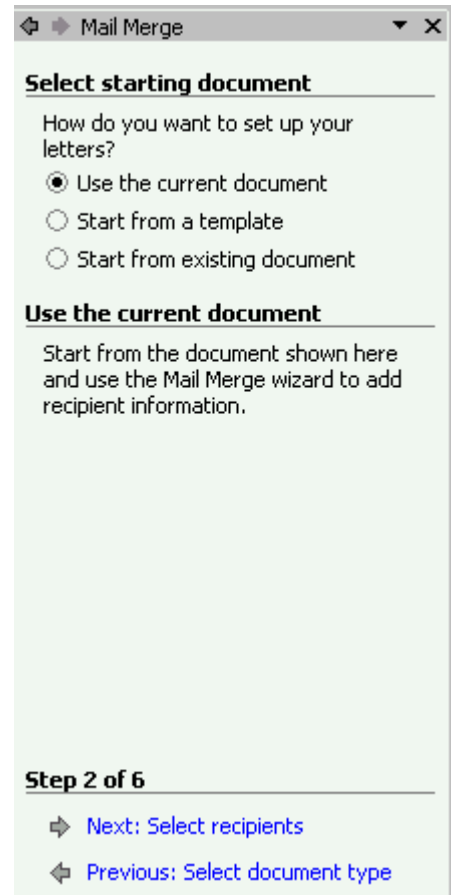 Mail Merge
Select starting document
How do you want to set up your
letters?
Use the current document
Start from a template
Start from existing document
Use the current document
Start from the document shown here
and use the Mail Merge wizard to add
recipient information.
Step 2 of 6
Next: Select recipients
Previous: Select document type